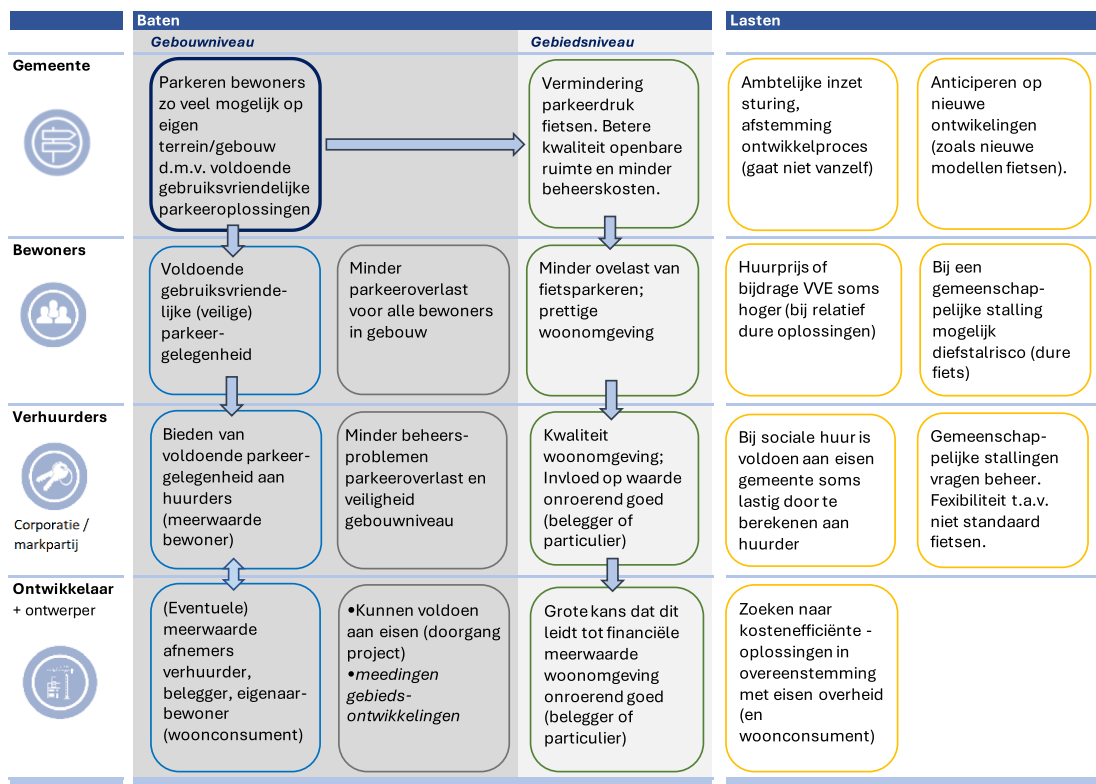 Baten
Lasten
Gebouwniveau
Gebiedsniveau
Gemeente
Parkeren bewoners
zo veel mogelijk op
eigen
terrein/gebouw
d.m.v. voldoende
gebruiksvriendelijke
parkeeroplossingen
Vermindering
parkeerdruk
fietsen. Betere
kwaliteit openbare
ruimte en minder
beheerskosten.
Ambtelijke inzet
sturing,
afstemming
ontwikkelproces
(gaat niet vanzelf)
Anticiperen op
nieuwe
ontwikelingen
(zoals nieuwe
modellen fietsen).
Bewoners
Voldoende
gebruiksvriende-
lijke (veilige)
parkeer-
gelegenheid
Minder
parkeeroverlast
voor alle bewoners
in gebouw
Minder ovelast van
fietsparkeren;
prettige
woonomgeving
Huurprijs of
bijdrage VVE soms
hoger (bij relatief
dure oplossingen)
Bij een
gemeenschap-
pelijke stalling
mogelijk
diefstalrisco (dure
fiets)
Verhuurders
Corporatie /
markpartij
Bieden van
voldoende parkeer-
gelegenheid aan
huurders
(meerwaarde
bewoner)
Minder beheers-
problemen
parkeeroverlast en
veiligheid
gebouwniveau
Kwaliteit
woonomgeving;
Invloed op waarde
onroerend goed
(belegger of
particulier)
Bij sociale huur is
voldoen aan eisen
gemeente soms
lastig door te
berekenen aan
huurder
Gemeenschap-
pelijke stallingen
vragen beheer.
Fexibiliteit t.a.v.
niet standaard
fietsen.
Ontwikkelaar
+ ontwerper
(Eventuele)
meerwaarde
afnemers
verhuurder,
belegger, eigenaar-
bewoner
(woonconsument)
•Kunnen voldoen
aan eisen (doorgang
project)
•meedingen
gebieds-
ontwikkelingen
Grote kans dat dit
leidt tot financiële
meerwaarde
woonomgeving
onroerend goed
(belegger of
particulier)
Zoeken naar
kostenefficiënte -
oplossingen in
overeenstemming
met eisen overheid
(en
woonconsument)